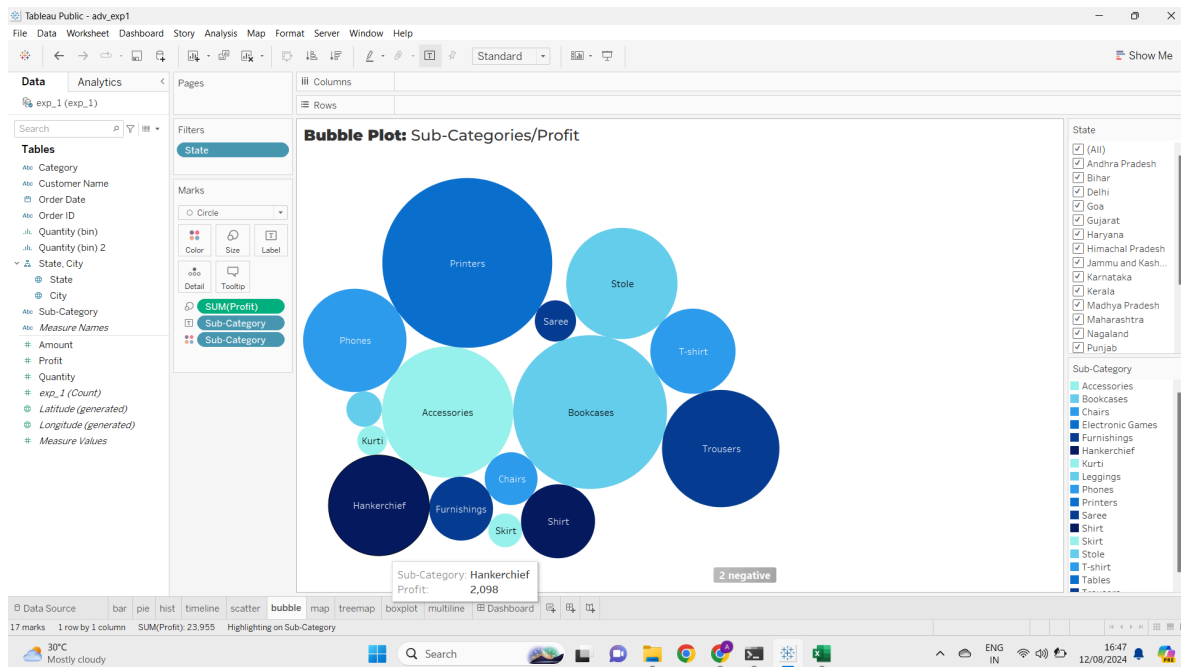 Tableau Public - adv_exp1
File Data Worksheet Dashboard Story Analysis Map Format Server Window Help
Standard
Show Me
Data Analytics
exp_1 (exp_1)
Search
Tables
Abc Category
Abc Customer Name
Order Date
Abc Order ID
Quantity (bin)
Quantity (bin) 2
State, City
State
City
Abc Sub-Category
Abc Measure Names
# Amount
# Profit
# Quantity
# exp_1 (Count)
Latitude (generated)
Longitude (generated)
# Measure Values
Pages
Filters
State
Marks
Circle
Color Size Label
Detail Tooltip
SUM(Profit)
Sub-Category
Sub-Category
iii Columns
Rows
Bubble Plot: Sub-Categories/Profit
Printers
Stole
Saree
Phones
T-shirt
Accessories
Bookcases
Kurti
Trousers
Chairs
Hankerchief
Furnishings
Shirt
Skirt
Sub-Category: Hankerchief
Profit: 2,098
2 negative
State
(All)
Andhra Pradesh
Bihar
Delhi
Goa
Gujarat
Haryana
Himachal Pradesh
Jammu and Kash...
Karnataka
Kerala
Madhya Pradesh
Maharashtra
Nagaland
Punjab
Sub-Category
Accessories
Bookcases
Chairs
Electronic Games
Furnishings
Hankerchief
Kurti
Leggings
Phones
Printers
Saree
Shirt
Skirt
Stole
T-shirt
Tables
Trousers
Data Source bar pie hist timeline scatter bubble map treemap boxplot multiline Dashboard
17 marks 1 row by 1 column SUM(Profit): 23,955 Highlighting on Sub-Category
30°C
Mostly cloudy
Search
ENG
IN
16:47
12/08/2024